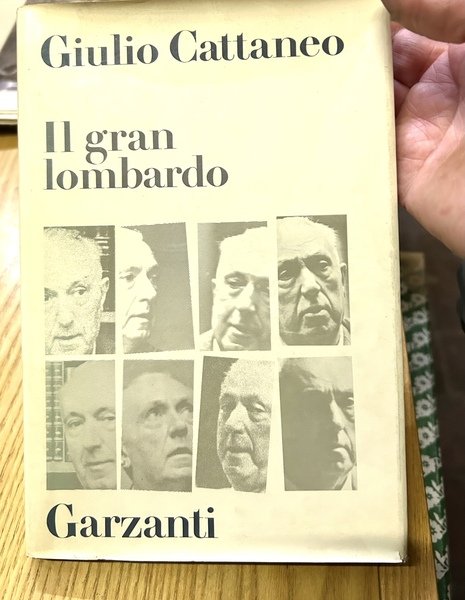 Giulio Cattaneo
Il gran
lombardo
Garzanti